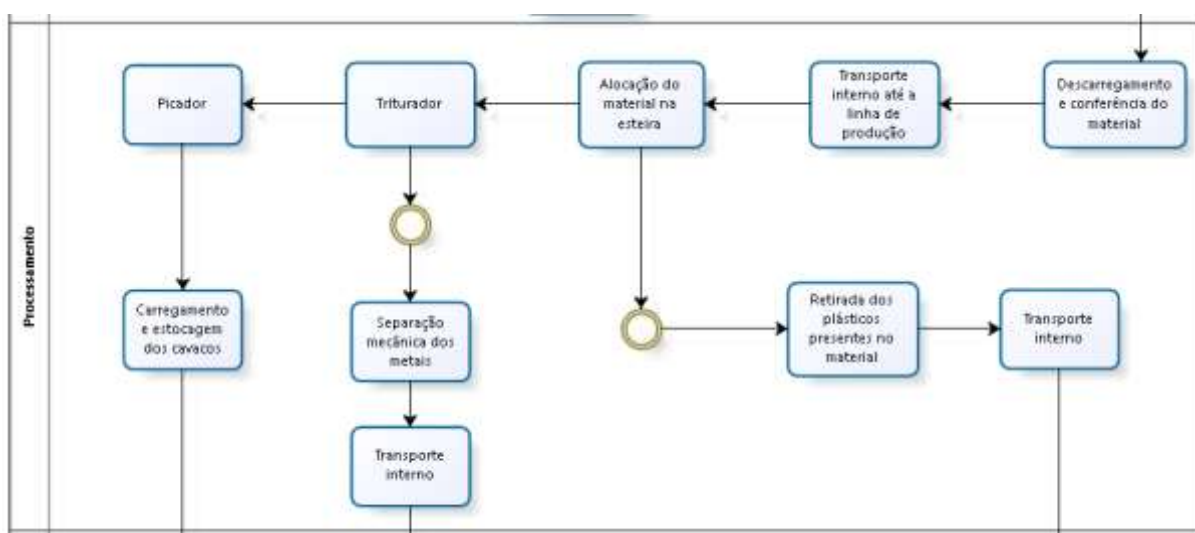 Processamento
Picador
Triturador
Alocação do
material na
esteira
Transporte
interno até a
linha de
produção
Descarregamento
e conferência do
material
Carregamento
e estocagem
dos cavacos
Separação
mecânica dos
metais
Retirada dos
plásticos
presentes no
material
Transporte
interno
Transporte
interno